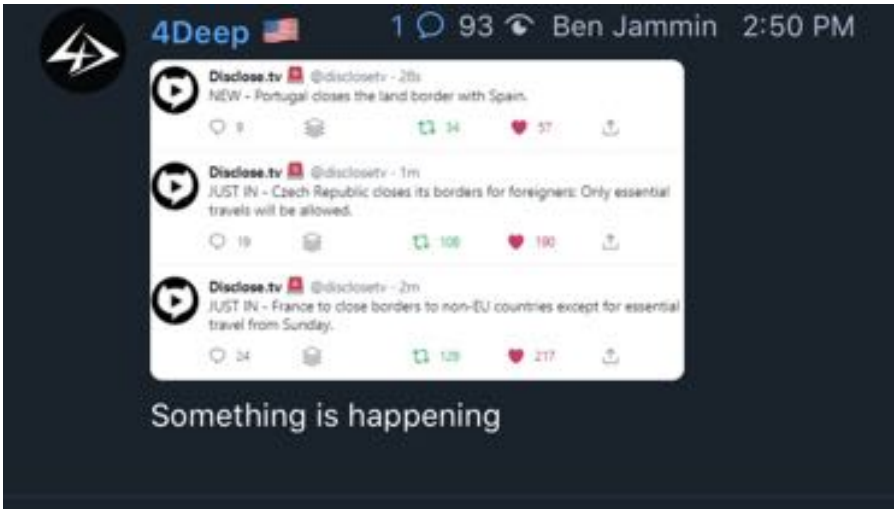 4Deep 1 93 Ben Jammin 2:50 PM
Disclose.tv @disclosetv - 28s
NEW - Portugal closes the land border with Spain.
9 34 57
Disclose.tv @disclosetv - 1m
JUST IN - Czech Republic closes its borders for foreigners: Only essential
travels will be allowed.
19 108 190
Disclose.tv @disclosetv - 2m
JUST IN - France to close borders to non-EU countries except for essential
travel from Sunday.
24 129 217
Something is happening